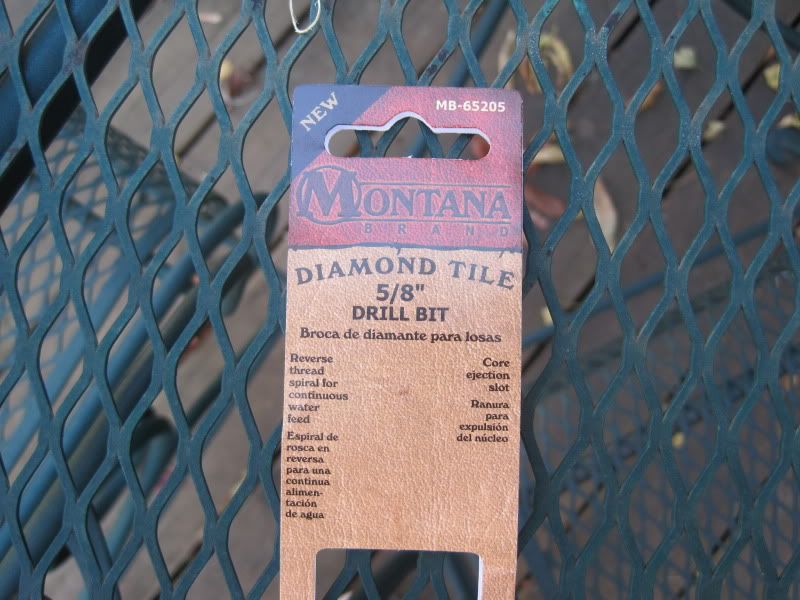 NEW
MB-65205
MONTANA
BRAND
DIAMOND TILE
5/8"
DRILL BIT
Broca de diamante para losas
Reverse
thread
spiral for
continuous
water
feed
Espiral de
rosca en
reversa
para una
continua
alimen-
tación
de agua
Core
ejection
slot
Ranura
para
expulsión
del núcleo